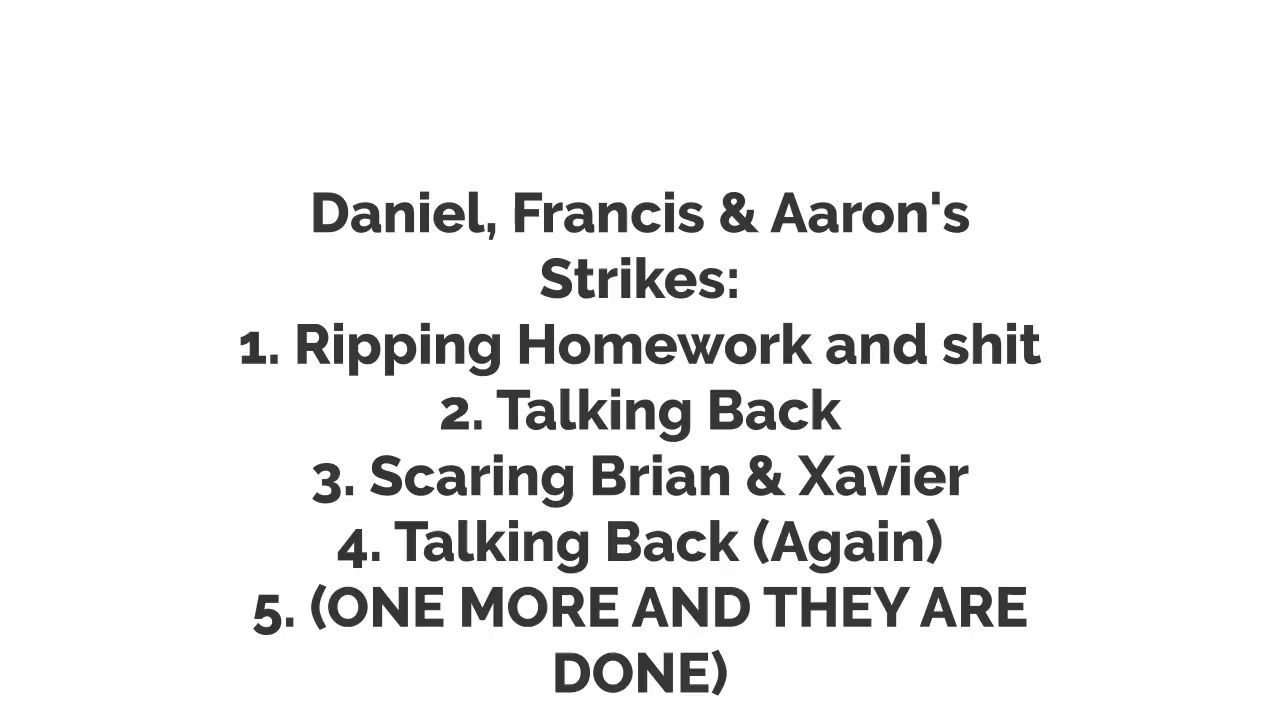 Daniel, Francis & Aaron's
Strikes:
1. Ripping Homework and shit
2. Talking Back
3. Scaring Brian & Xavier
4. Talking Back (Again)
5. (ONE MORE AND THEY ARE
DONE)